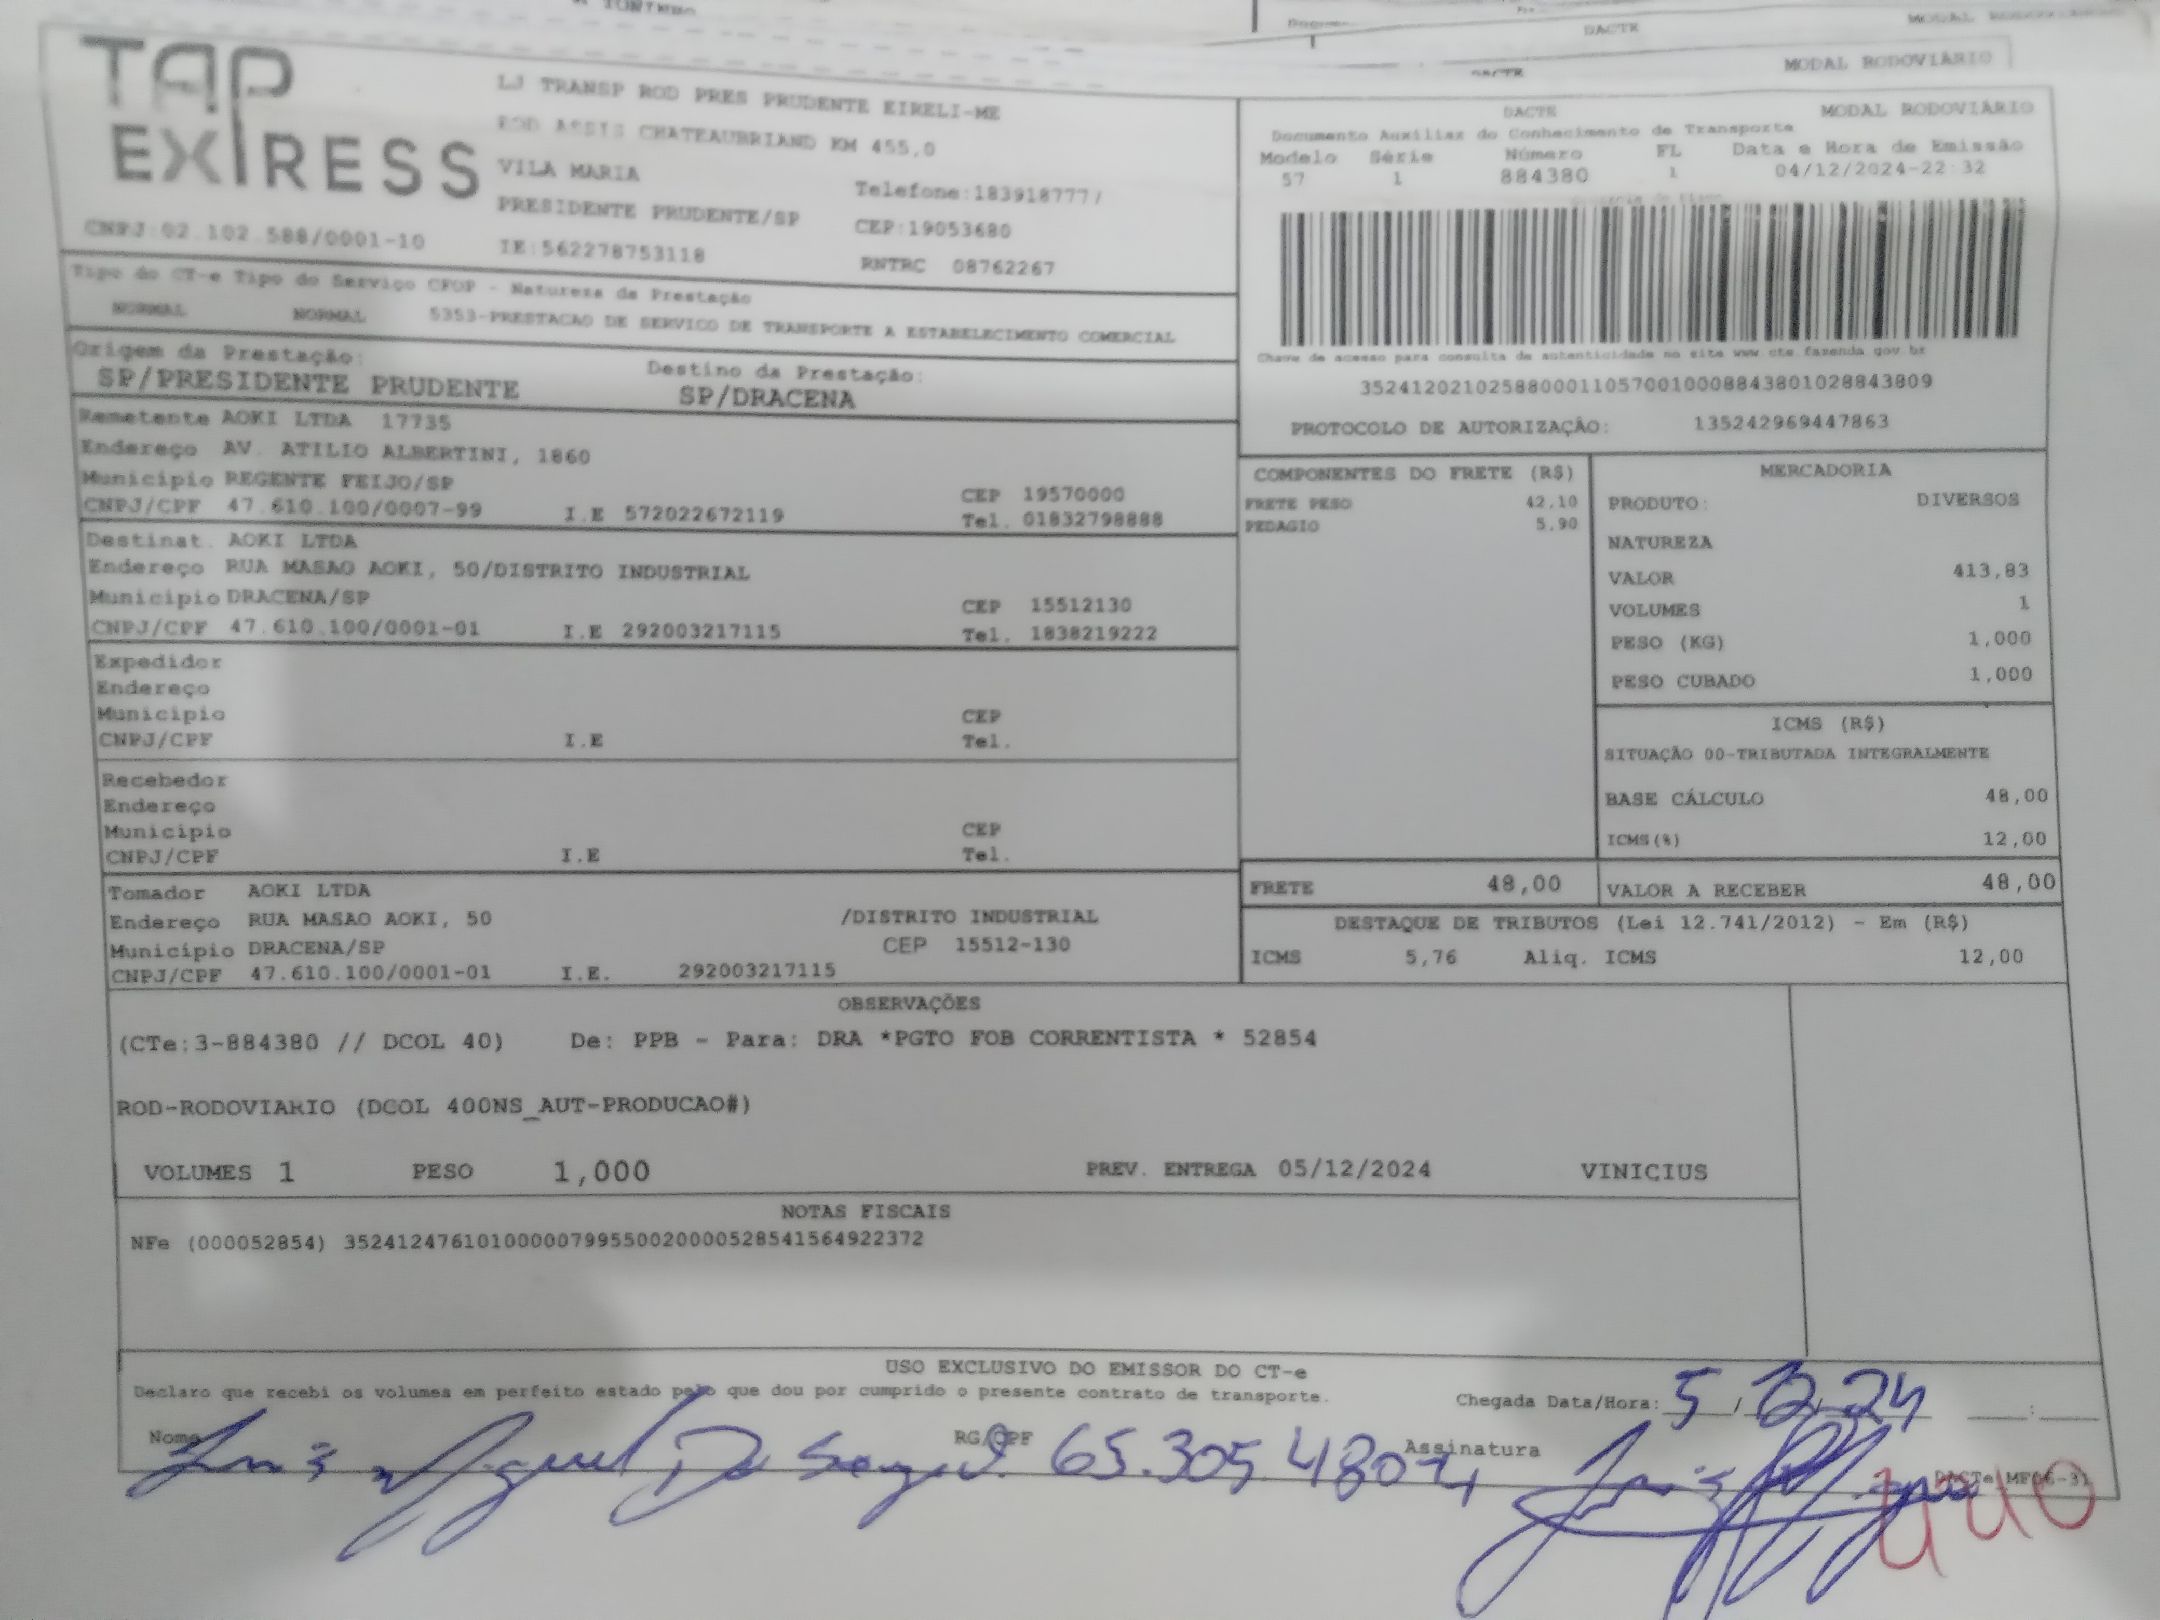 DACTE
MODAL RODOVIÁRIO
TAP EXPRESS
CNPJ:02.102.588/0001-10
LJ TRANSP ROD PRES PRUDENTE EIRELI-ME
ROD ASSIS CHATEAUBRIAND KM 455,0
VILA MARIA
Telefone:183918777/
PRESIDENTE PRUDENTE/SP
CEP:19053680
IE:562278753118
RNTRC 08762267
DACTE MODAL RODOVIÁRIO
Documento Auxiliar do Conhecimento de Transporte
Modelo Série Número FL Data e Hora de Emissão
57 1 884380 1 04/12/2024-22:32
Chave de acesso para consulta de autenticidade no site www.cte.fazenda.gov.br
35241202102588000110570010008843801028843809
PROTOCOLO DE AUTORIZAÇÃO: 135242969447863
Tipo do CT-e Tipo do Serviço CFOP - Natureza da Prestação
NORMAL NORMAL 5353-PRESTACAO DE SERVICO DE TRANSPORTE A ESTABELECIMENTO COMERCIAL
Origem da Prestação: Destino da Prestação:
SP/PRESIDENTE PRUDENTE SP/DRACENA
Remetente AOKI LTDA 17735
Endereço AV. ATILIO ALBERTINI, 1860
Município REGENTE FEIJO/SP CEP 19570000
CNPJ/CPF 47.610.100/0007-99 I.E 572022672119 Tel. 01832798888
Destinat. AOKI LTDA
Endereço RUA MASAO AOKI, 50/DISTRITO INDUSTRIAL
Município DRACENA/SP CEP 15512130
CNPJ/CPF 47.610.100/0001-01 I.E 292003217115 Tel. 1838219222
Expedidor
Endereço
Município CEP
CNPJ/CPF I.E Tel.
Recebedor
Endereço
Município CEP
CNPJ/CPF I.E Tel.
Tomador AOKI LTDA
Endereço RUA MASAO AOKI, 50 /DISTRITO INDUSTRIAL
Município DRACENA/SP CEP 15512-130
CNPJ/CPF 47.610.100/0001-01 I.E. 292003217115
COMPONENTES DO FRETE (R$)
FRETE PESO 42,10
PEDAGIO 5,90
MERCADORIA
PRODUTO: DIVERSOS
NATUREZA
VALOR 413,83
VOLUMES 1
PESO (KG) 1,000
PESO CUBADO 1,000
ICMS (R$)
SITUAÇÃO 00-TRIBUTADA INTEGRALMENTE
BASE CÁLCULO 48,00
ICMS(%) 12,00
FRETE 48,00 VALOR A RECEBER 48,00
DESTAQUE DE TRIBUTOS (Lei 12.741/2012) - Em (R$)
ICMS 5,76 Aliq. ICMS 12,00
OBSERVAÇÕES
(CTe:3-884380 // DCOL 40) De: PPB - Para: DRA *PGTO FOB CORRENTISTA * 52854
ROD-RODOVIARIO (DCOL 400NS_AUT-PRODUCAO#)
VOLUMES 1 PESO 1,000 PREV. ENTREGA 05/12/2024 VINICIUS
NOTAS FISCAIS
NFe (000052854) 35241247610100000799550020000528541564922372
USO EXCLUSIVO DO EMISSOR DO CT-e
Declaro que recebi os volumes em perfeito estado pelo que dou por cumprido o presente contrato de transporte.
Chegada Data/Hora: 5 / 12 24 :
Nome Luis Miguel RG/CPF 65.305.480 Assinatura